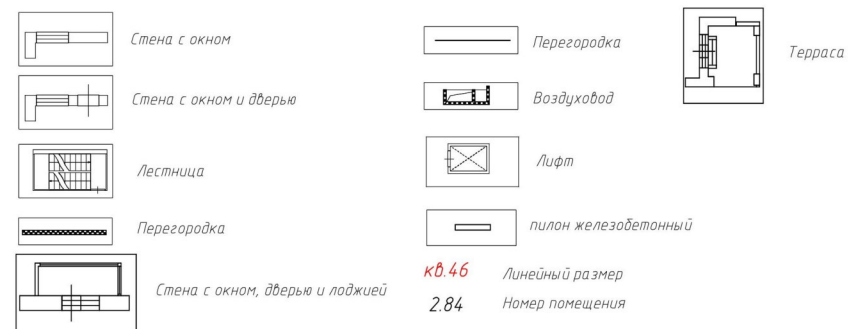 Стена с окном
Стена с окном и дверью
Лестница
Перегородка
Стена с окном, дверью и лоджией
Перегородка
Воздуховод
Лифт
пилон железобетонный
кв.46 Линейный размер
2.84 Номер помещения
Терраса